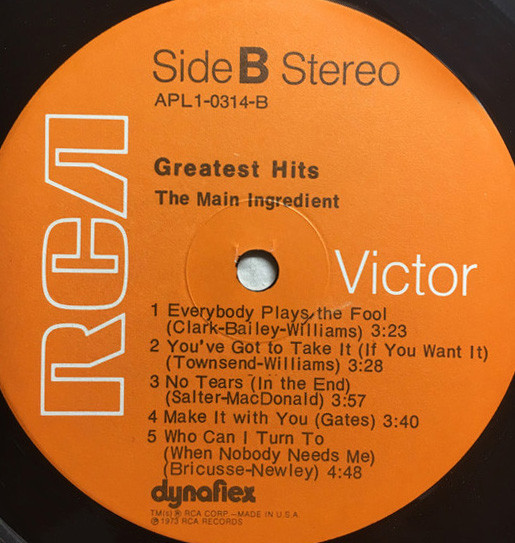 Side B Stereo
APL1-0314-B
Greatest Hits
The Main Ingredient
RCA
Victor
1 Everybody Plays the Fool
(Clark-Bailey-Williams) 3:23
2 You've Got to Take It (If You Want It)
(Townsend-Williams) 3:28
3 No Tears (In the End)
(Salter-MacDonald) 3:57
4 Make It with You (Gates) 3:40
5 Who Can I Turn To
(When Nobody Needs Me)
(Bricusse-Newley) 4:48
dynaflex
TM(s) ® RCA CORP—MADE IN U.S.A.
℗ 1973 RCA RECORDS